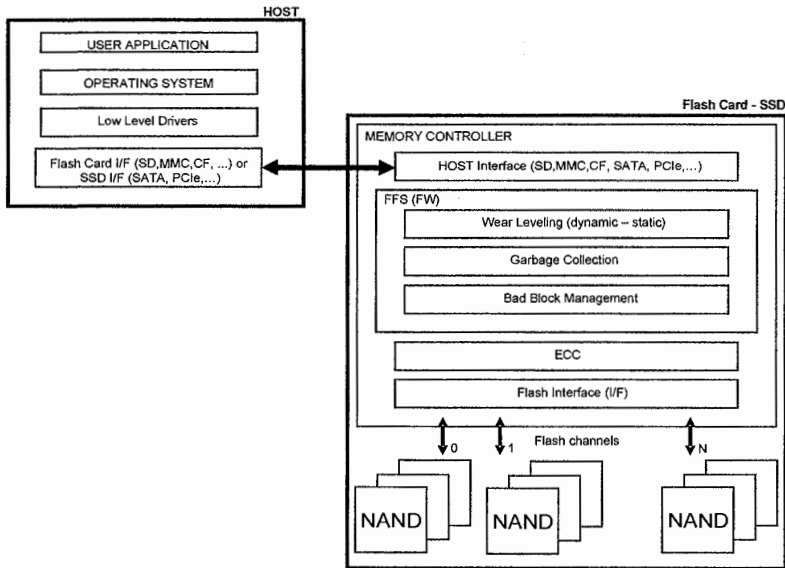 HOST
USER APPLICATION
OPERATING SYSTEM
Low Level Drivers
Flash Card I/F (SD,MMC,CF, ...) or
SSD I/F (SATA, PCIe,...)
Flash Card - SSD
MEMORY CONTROLLER
HOST Interface (SD,MMC,CF, SATA, PCIe,...)
FFS (FW)
Wear Leveling (dynamic – static)
Garbage Collection
Bad Block Management
ECC
Flash Interface (I/F)
0
1
Flash channels
N
NAND
NAND
NAND